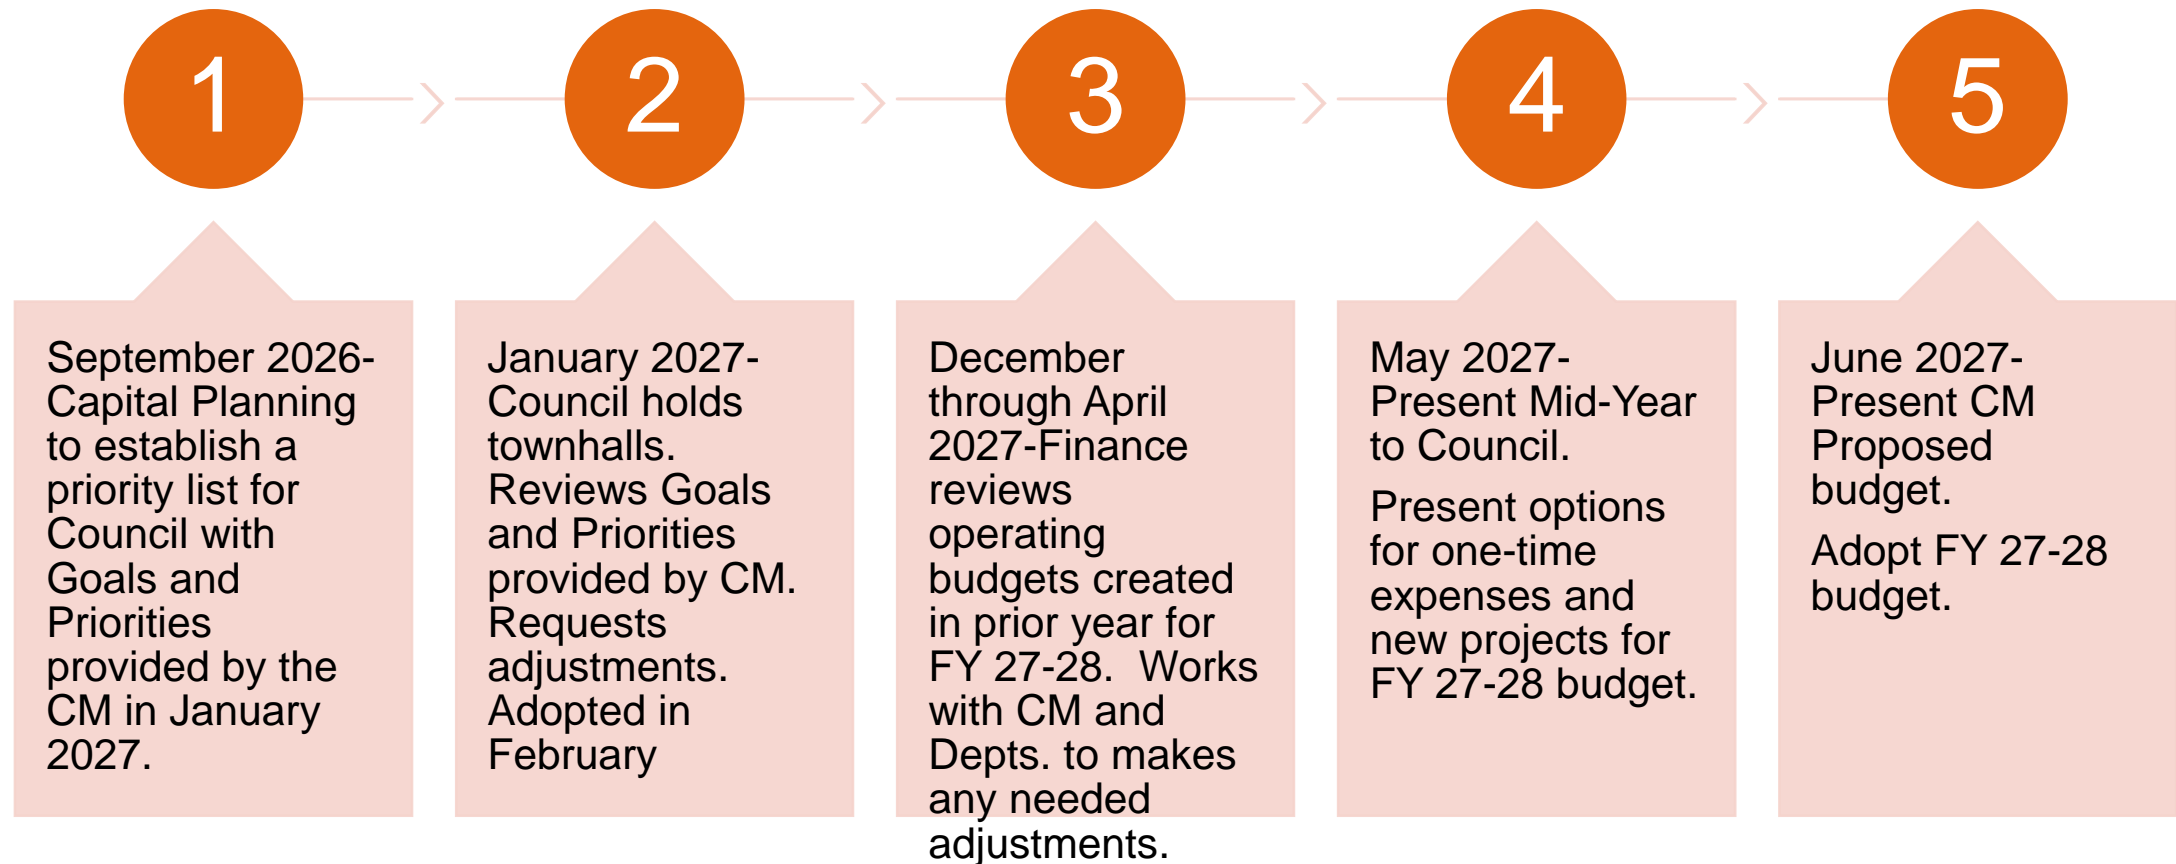 1
September 2026-
Capital Planning
to establish a
priority list for
Council with
Goals and
Priorities
provided by the
CM in January
2027.
2
January 2027-
Council holds
townhalls.
Reviews Goals
and Priorities
provided by CM.
Requests
adjustments.
Adopted in
February
3
December
through April
2027-Finance
reviews
operating
budgets created
in prior year for
FY 27-28.  Works
with CM and
Depts. to makes
any needed
adjustments.
4
May 2027-
Present Mid-Year
to Council.
Present options
for one-time
expenses and
new projects for
FY 27-28 budget.
5
June 2027-
Present CM
Proposed
budget.
Adopt FY 27-28
budget.